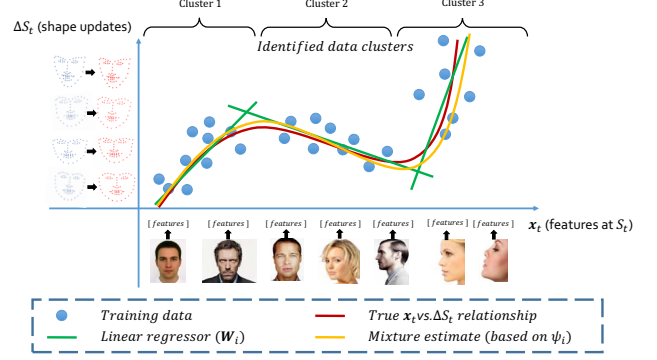 Cluster 1 Cluster 2 Cluster 3
ΔS_t (shape updates)
Identified data clusters
[features] [features] [features] [features] [features] [features] [features]
x_t (features at S_t)
Training data
True x_t vs. ΔS_t relationship
Linear regressor (W_i)
Mixture estimate (based on ψ_i)